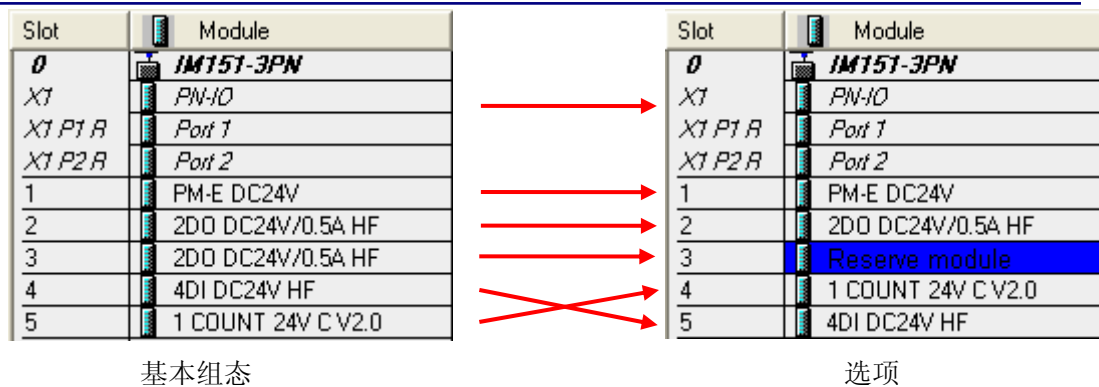 Slot Module
0 IM151-3PN
X1 PN-IO
X1 P1 R Port 1
X1 P2 R Port 2
1 PM-E DC24V
2 2DO DC24V/0.5A HF
3 2DO DC24V/0.5A HF
4 4DI DC24V HF
5 1 COUNT 24V C V2.0
基本组态
Slot Module
0 IM151-3PN
X1 PN-IO
X1 P1 R Port 1
X1 P2 R Port 2
1 PM-E DC24V
2 2DO DC24V/0.5A HF
3 Reserve module
4 1 COUNT 24V C V2.0
5 4DI DC24V HF
选项